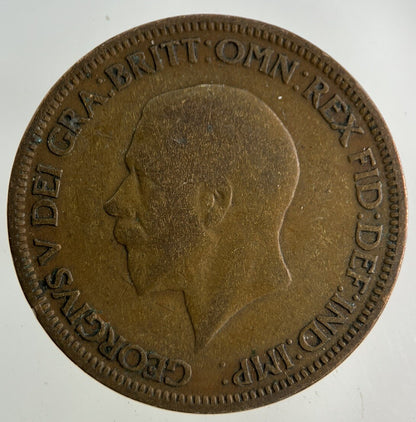 GEORGIVS V DEI GRA:BRITT:OMN:REX FID:DEF:IND:IMP: